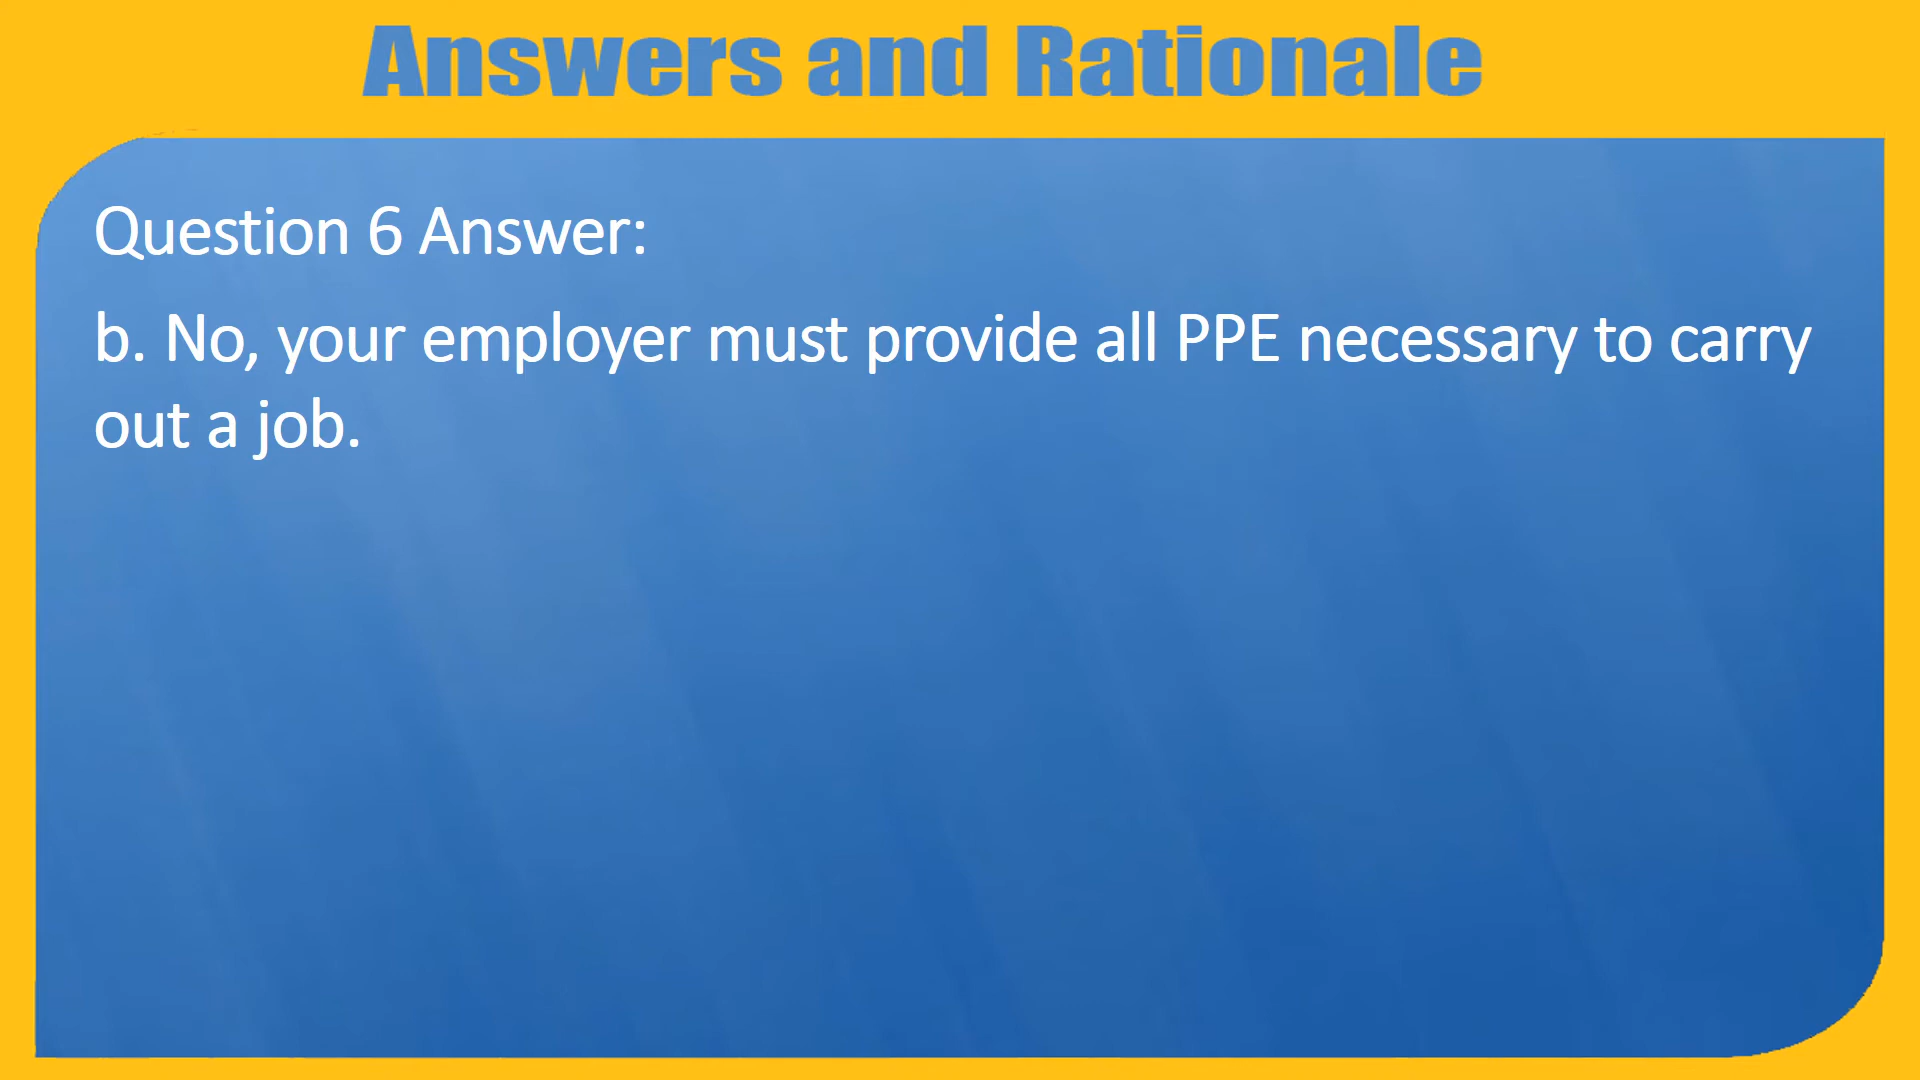 Answers and Rationale
Question 6 Answer:
b. No, your employer must provide all PPE necessary to carry
out a job.